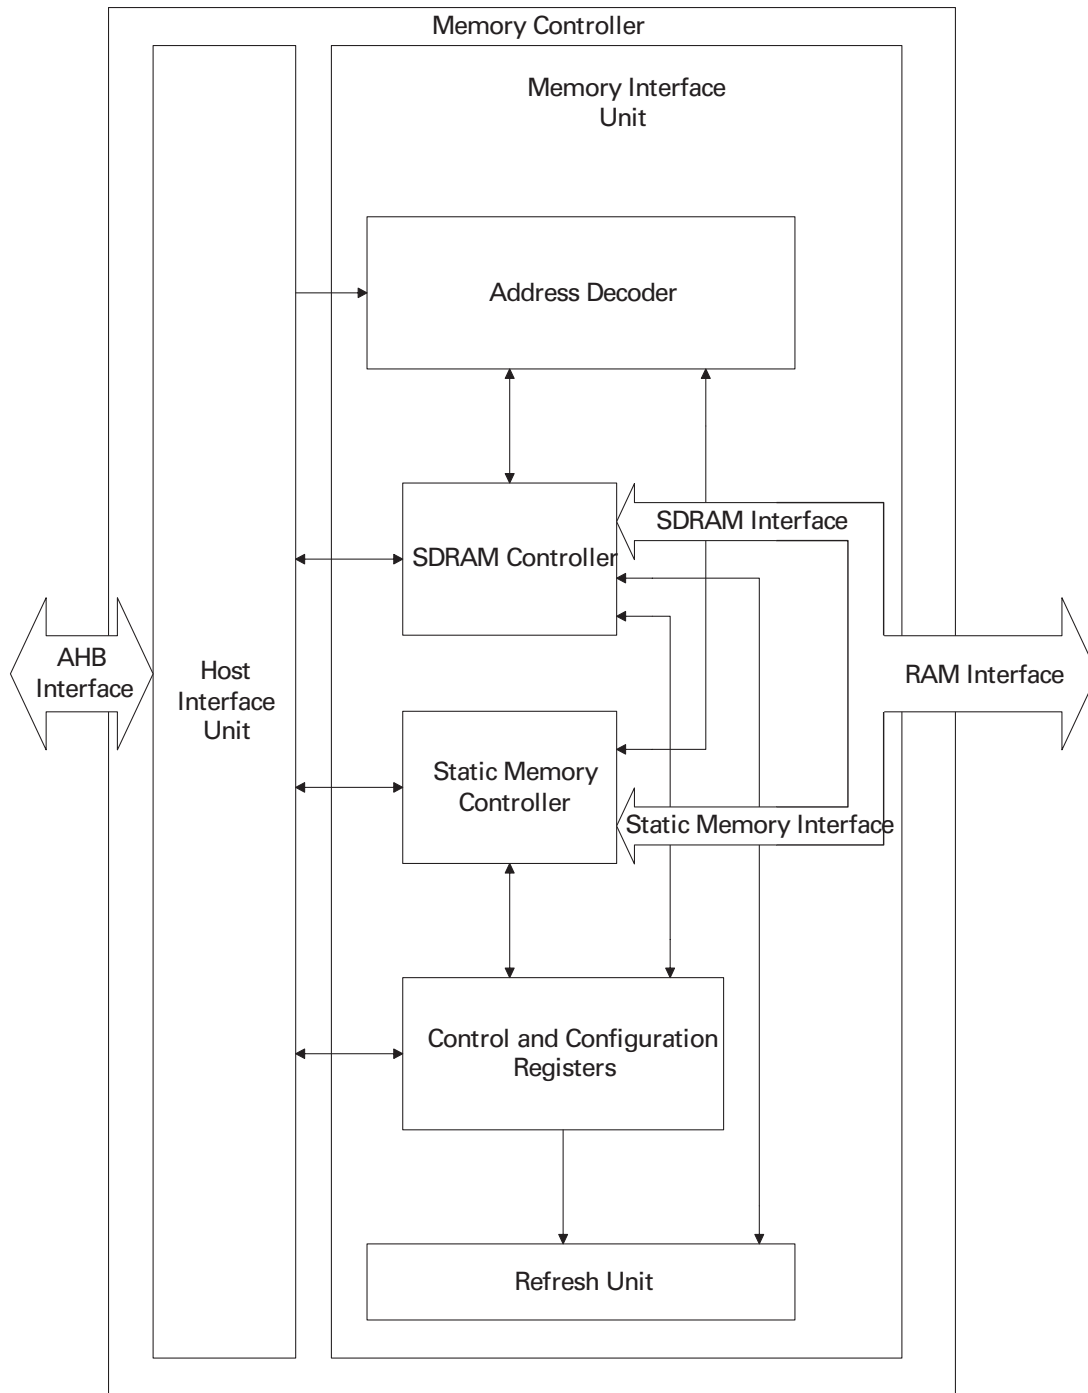 Memory Controller
Memory Interface
Unit
Address Decoder
SDRAM Interface
SDRAM Controller
AHB
Interface
Host
Interface
Unit
RAM Interface
Static Memory
Controller
Static Memory Interface
Control and Configuration
Registers
Refresh Unit